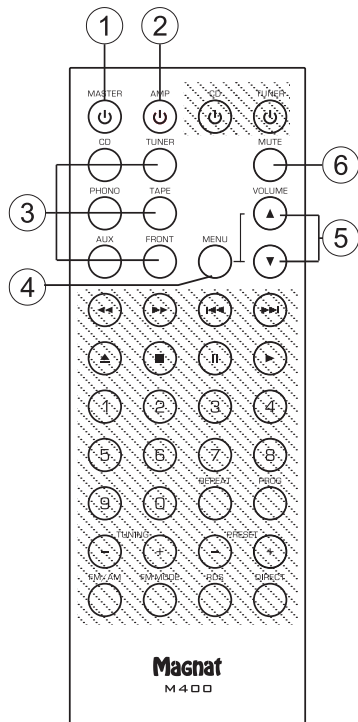 1 2
MASTER AMP CD TUNER
CD TUNER MUTE
6
PHONO TAPE VOLUME
3
5
AUX FRONT MENU
4
1 2 3 4
5 6 7 8
REPEAT PROG
9 0
TUNING PRESET
- + - +
FM/AM FM MODE RDS DIRECT
Magnat
M400